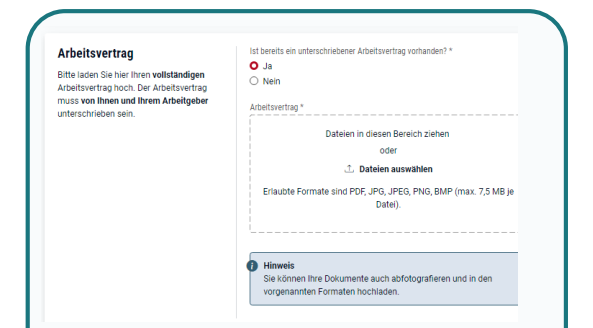 Arbeitsvertrag
Bitte laden Sie hier Ihren vollständigen
Arbeitsvertrag hoch. Der Arbeitsvertrag
muss von Ihnen und Ihrem Arbeitgeber
unterschrieben sein.
Ist bereits ein unterschriebener Arbeitsvertrag vorhanden? *
Ja
Nein
Arbeitsvertrag *
Dateien in diesen Bereich ziehen
oder
Dateien auswählen
Erlaubte Formate sind PDF, JPG, JPEG, PNG, BMP (max. 7,5 MB je
Datei).
Hinweis
Sie können Ihre Dokumente auch abfotografieren und in den
vorgenannten Formaten hochladen.